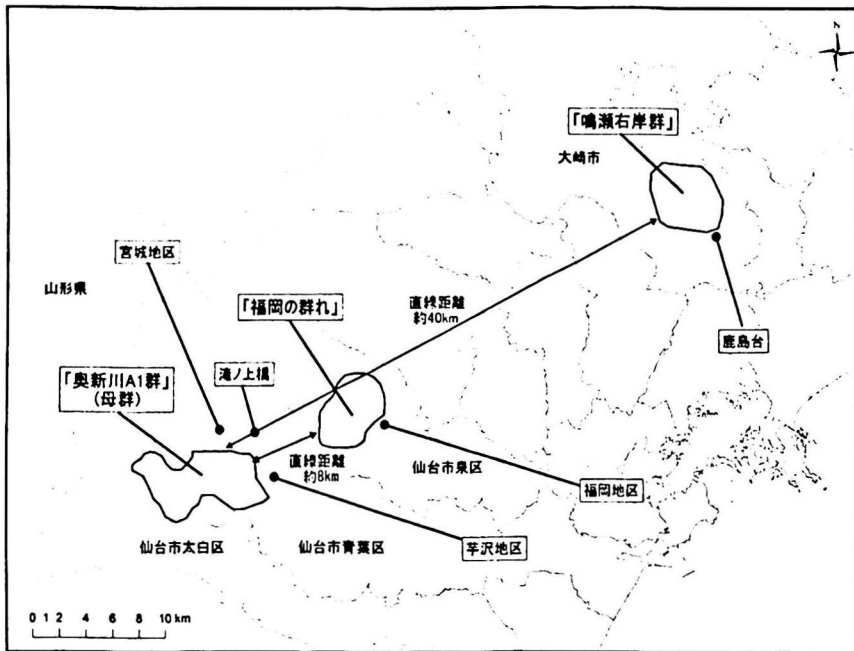 N
「鳴瀬右岸群」
大崎市
宮城地区
山形県
「福岡の群れ」
直線距離
約40km
鹿島台
「奥新川A1群」
(母群)
滝ノ上橋
直線距離
約8km
仙台市泉区
福岡地区
仙台市太白区
仙台市青葉区
芋沢地区
0 1 2 4 6 8 10 km